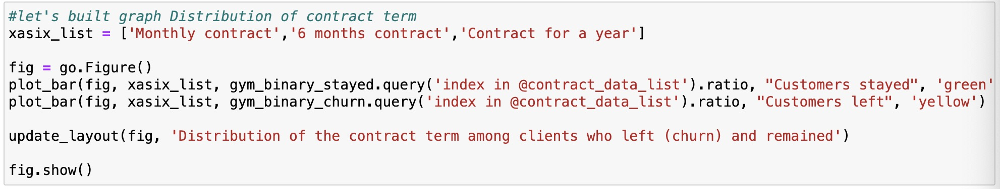 #let's built graph Distribution of contract term
xasix_list = ['Monthly contract','6 months contract','Contract for a year']
fig = go.Figure()
plot_bar(fig, xasix_list, gym_binary_stayed.query('index in @contract_data_list').ratio, "Customers stayed", 'green'
plot_bar(fig, xasix_list, gym_binary_churn.query('index in @contract_data_list').ratio, "Customers left", 'yellow')
update_layout(fig, 'Distribution of the contract term among clients who left (churn) and remained')
fig.show()